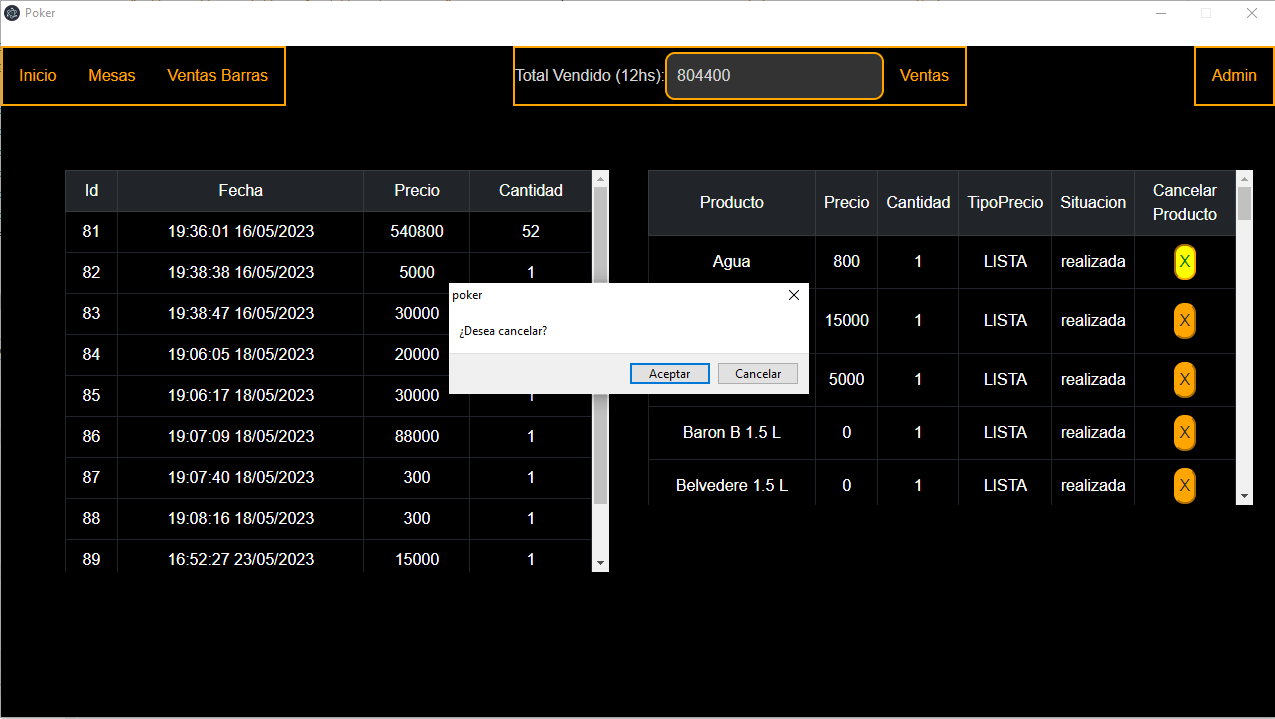 Poker
Inicio Mesas Ventas Barras Total Vendido (12hs): 804400 Ventas Admin
Id Fecha Precio Cantidad
81 19:36:01 16/05/2023 540800 52
82 19:38:38 16/05/2023 5000 1
83 19:38:47 16/05/2023 30000
84 19:06:05 18/05/2023 20000
85 19:06:17 18/05/2023 30000 1
86 19:07:09 18/05/2023 88000 1
87 19:07:40 18/05/2023 300 1
88 19:08:16 18/05/2023 300 1
89 16:52:27 23/05/2023 15000 1
Producto Precio Cantidad TipoPrecio Situacion Cancelar
Producto
Agua 800 1 LISTA realizada X
15000 1 LISTA realizada X
5000 1 LISTA realizada X
Baron B 1.5 L 0 1 LISTA realizada X
Belvedere 1.5 L 0 1 LISTA realizada X
poker
¿Desea cancelar?
Aceptar Cancelar